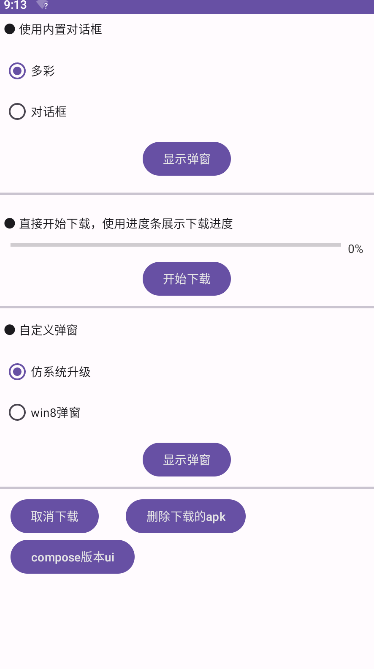 9:13
● 使用内置对话框
多彩
对话框
显示弹窗
● 直接开始下载，使用进度条展示下载进度
0%
开始下载
● 自定义弹窗
仿系统升级
win8弹窗
显示弹窗
取消下载 删除下载的apk
compose版本ui